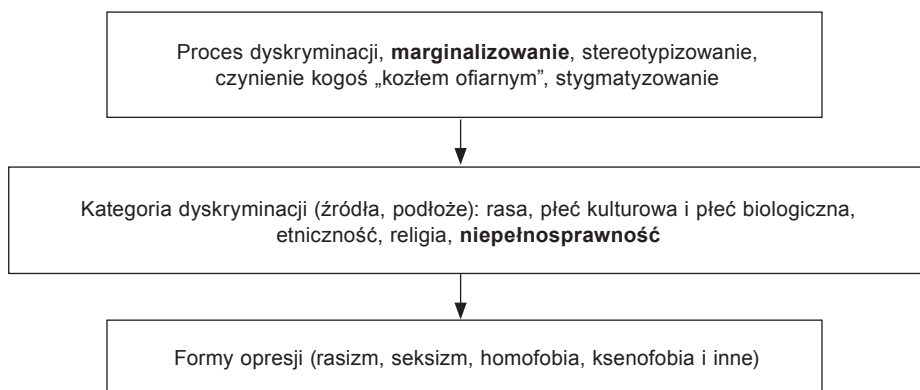 Proces dyskryminacji, marginalizowanie, stereotypizowanie,
czynienie kogoś „kozłem ofiarnym”, stygmatyzowanie
Kategoria dyskryminacji (źródła, podłoże): rasa, płeć kulturowa i płeć biologiczna,
etniczność, religia, niepełnosprawność
Formy opresji (rasizm, seksizm, homofobia, ksenofobia i inne)